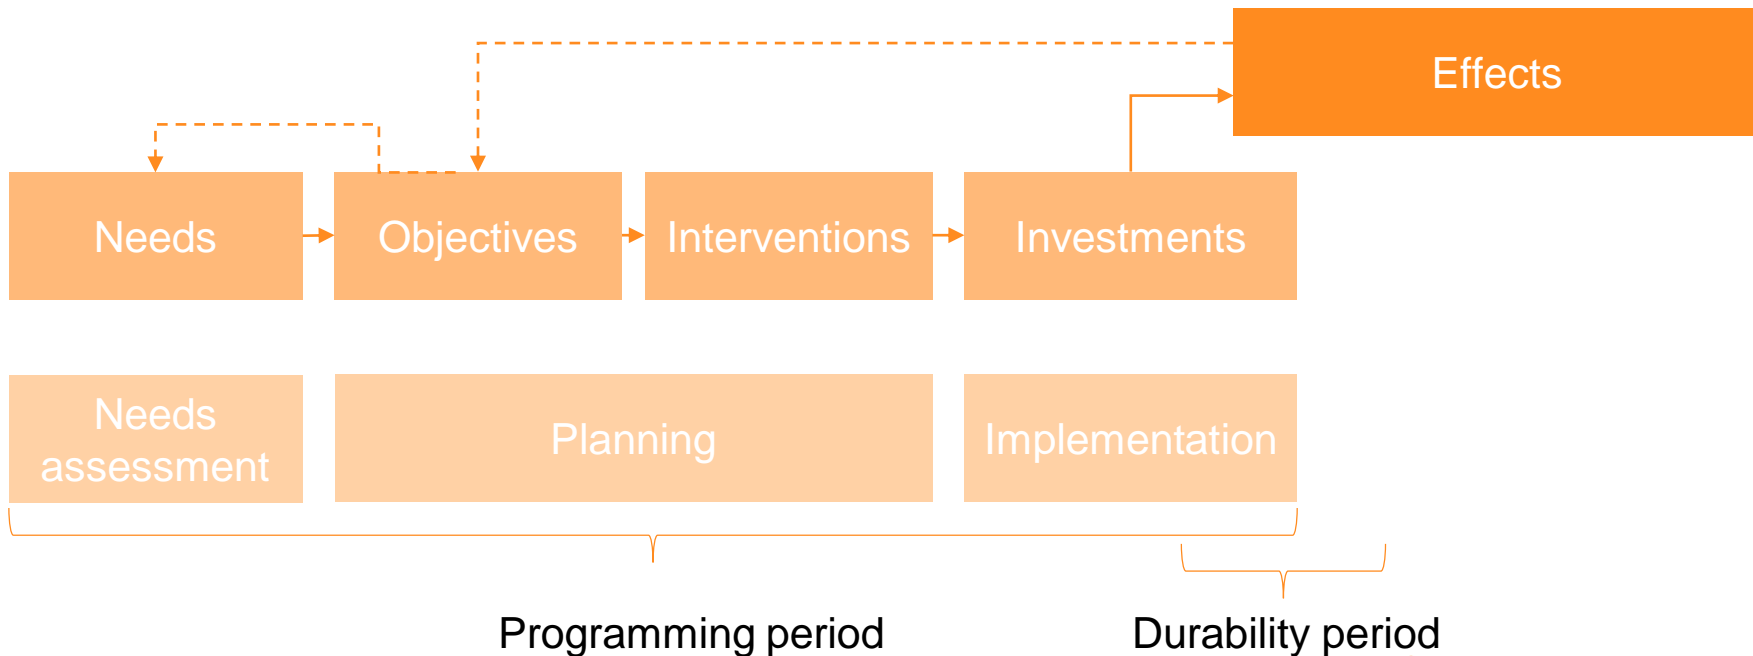 Effects
Needs
Objectives
Interventions
Investments
Needs
assessment
Planning
Implementation
Programming period
Durability period